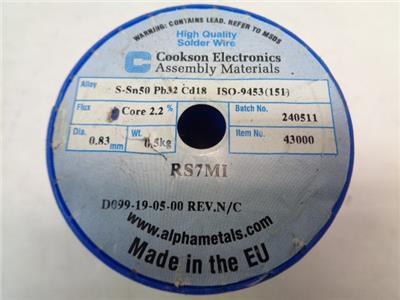 WARNING: CONTAINS LEAD. REFER TO MSDS
High Quality
Solder Wire
Cookson Electronics
Assembly Materials
Alloy
S-Sn50 Pb32 Cd18 ISO-9453(151)
Flux
Core 2.2 %
Batch No.
240511
Dia.
0.83 mm
Wt.
0,5kg
Item No.
43000
RS7MI
D099-19-05-00 REV.N/C
www.alphametals.com
Made in the EU